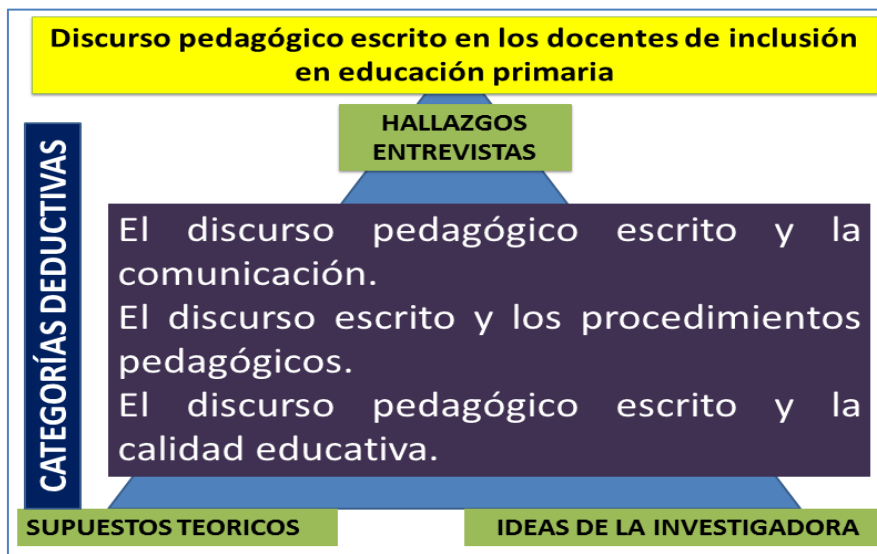 Discurso pedagógico escrito en los docentes de inclusión
en educación primaria
HALLAZGOS
ENTREVISTAS
CATEGORÍAS DEDUCTIVAS
El discurso pedagógico escrito y la
comunicación.
El discurso escrito y los procedimientos
pedagógicos.
El discurso pedagógico escrito y la
calidad educativa.
SUPUESTOS TEORICOS
IDEAS DE LA INVESTIGADORA